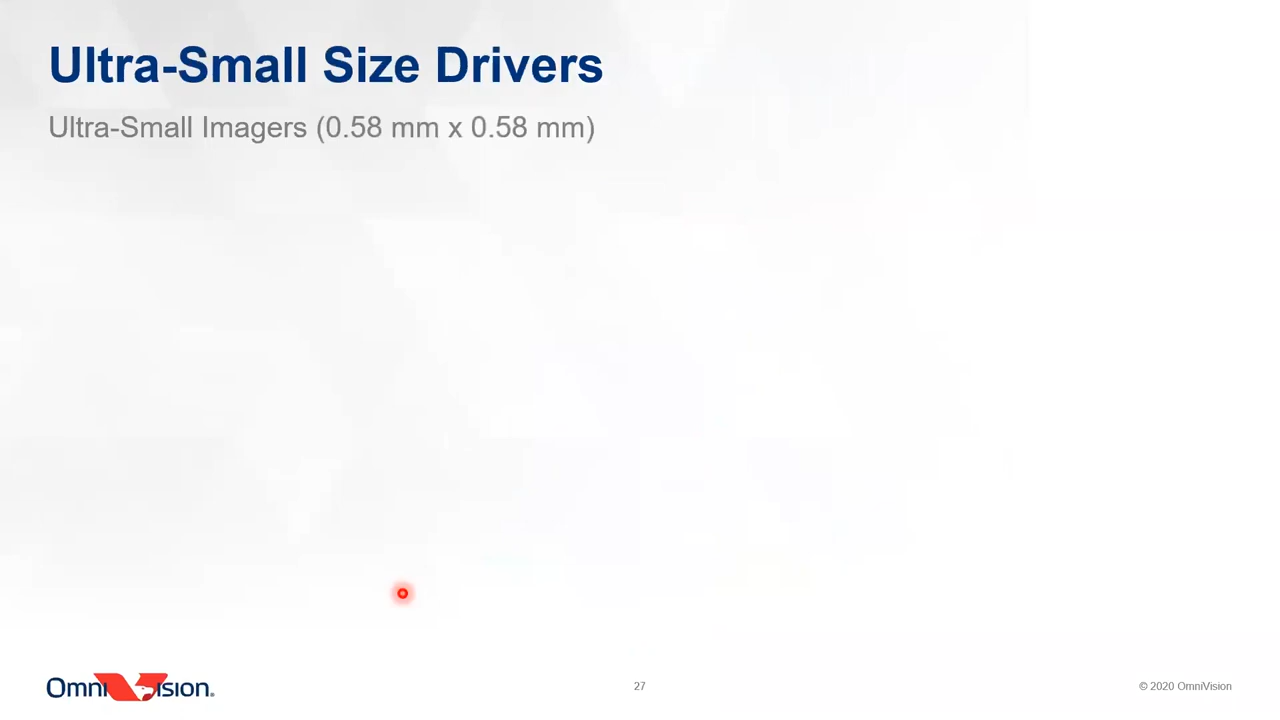 Ultra-Small Size Drivers
Ultra-Small Imagers (0.58 mm x 0.58 mm)
OmniVision®
27
© 2020 OmniVision